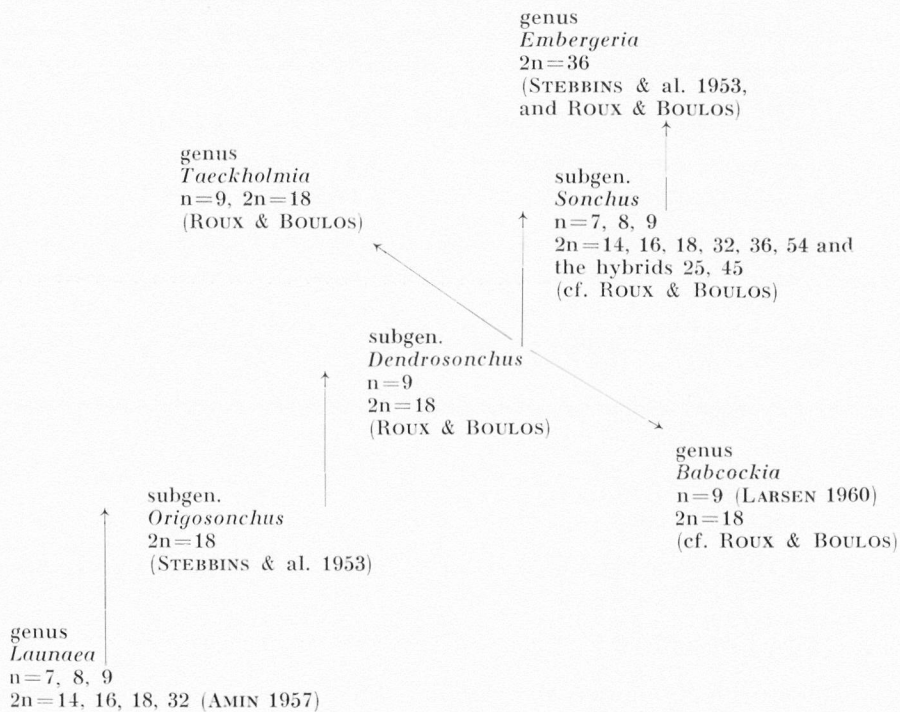 genus
Embergeria
2n=36
(STEBBINS & al. 1953,
and ROUX & BOULOS)
genus
Taeckholmia
n=9, 2n=18
(ROUX & BOULOS)
subgen.
Sonchus
n=7, 8, 9
2n=14, 16, 18, 32, 36, 54 and
the hybrids 25, 45
(cf. ROUX & BOULOS)
subgen.
Dendrosonchus
n=9
2n=18
(ROUX & BOULOS)
genus
Babcockia
n=9 (LARSEN 1960)
2n=18
(cf. ROUX & BOULOS)
subgen.
Origosonchus
2n=18
(STEBBINS & al. 1953)
genus
Launaea
n=7, 8, 9
2n=14, 16, 18, 32 (AMIN 1957)